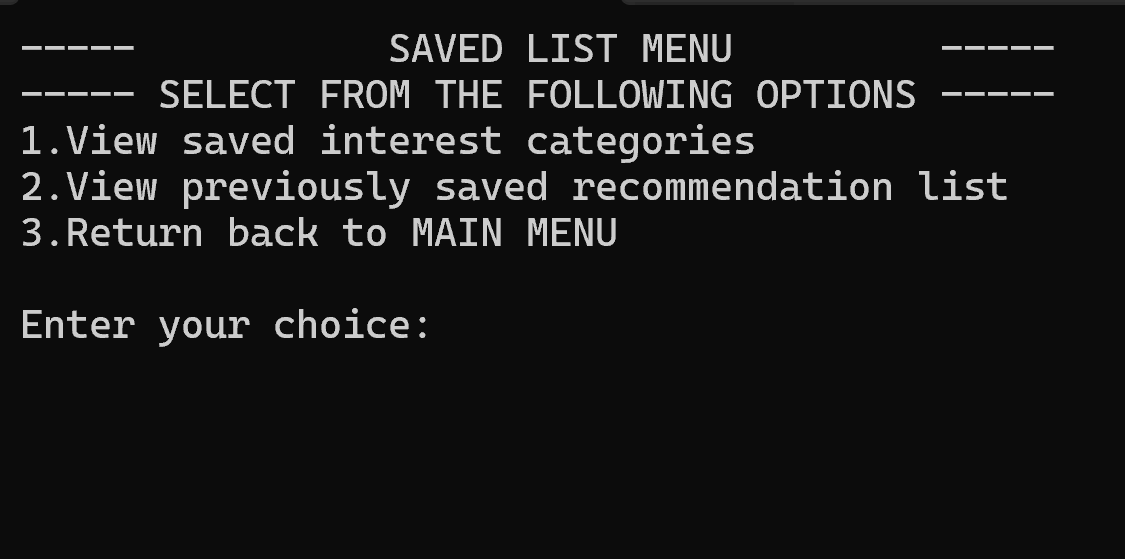 -----           SAVED LIST MENU         -----
----- SELECT FROM THE FOLLOWING OPTIONS -----
1.View saved interest categories
2.View previously saved recommendation list
3.Return back to MAIN MENU
Enter your choice: